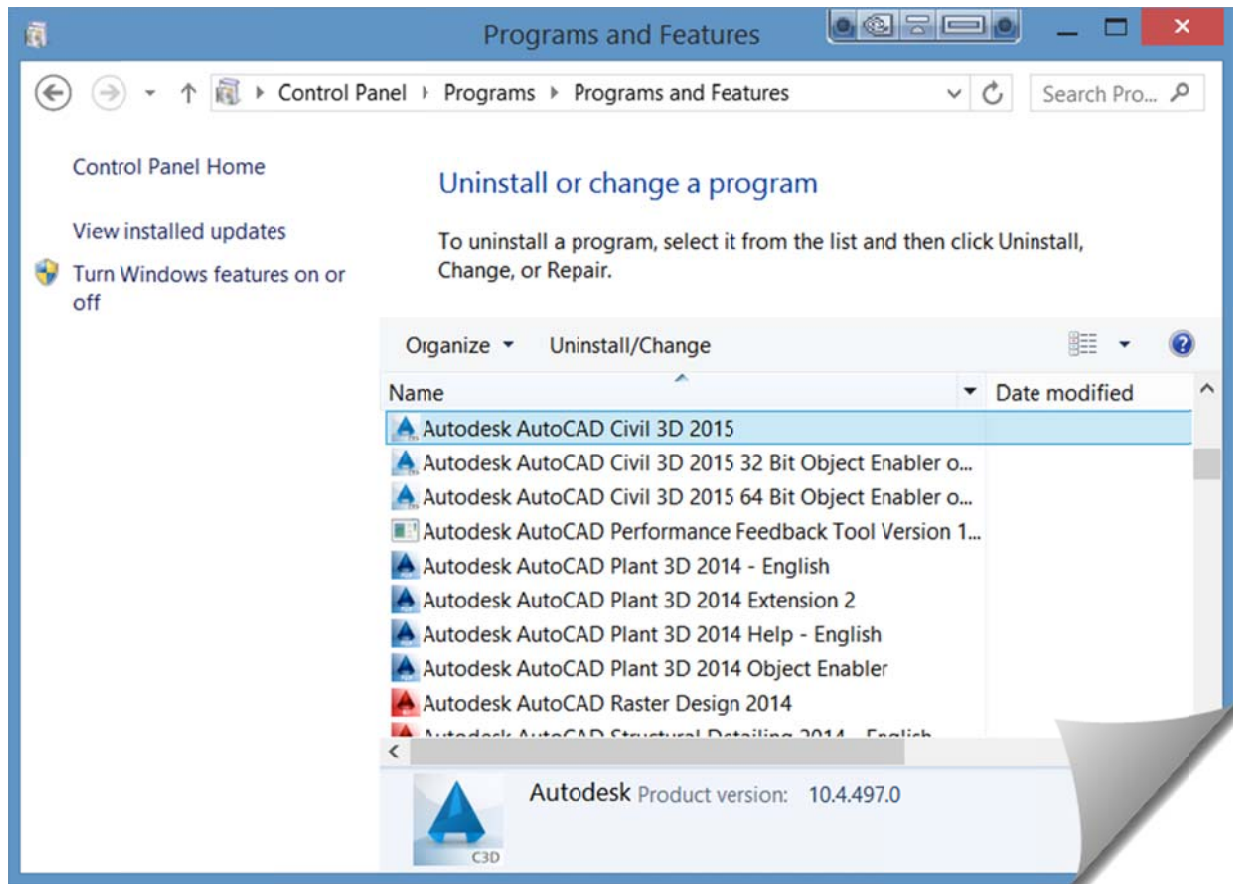 Programs and Features
Control Panel Programs Programs and Features
Search Pro...
Control Panel Home
Uninstall or change a program
View installed updates
To uninstall a program, select it from the list and then click Uninstall,
Turn Windows features on or
Change, or Repair.
off
Organize Uninstall/Change
Name Date modified
Autodesk AutoCAD Civil 3D 2015
Autodesk AutoCAD Civil 3D 2015 32 Bit Object Enabler o...
Autodesk AutoCAD Civil 3D 2015 64 Bit Object Enabler o...
Autodesk AutoCAD Performance Feedback Tool Version 1...
Autodesk AutoCAD Plant 3D 2014 - English
Autodesk AutoCAD Plant 3D 2014 Extension 2
Autodesk AutoCAD Plant 3D 2014 Help - English
Autodesk AutoCAD Plant 3D 2014 Object Enabler
Autodesk AutoCAD Raster Design 2014
Autodesk AutoCAD Structural Detailing 2014 - English
Autodesk Product version: 10.4.497.0
C3D